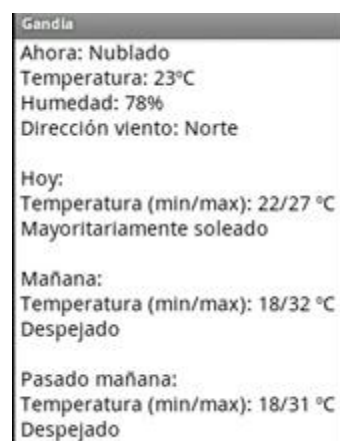 Gandia
Ahora: Nublado
Temperatura: 23ºC
Humedad: 78%
Dirección viento: Norte
Hoy:
Temperatura (min/max): 22/27 ºC
Mayoritariamente soleado
Mañana:
Temperatura (min/max): 18/32 ºC
Despejado
Pasado mañana:
Temperatura (min/max): 18/31 ºC
Despejado